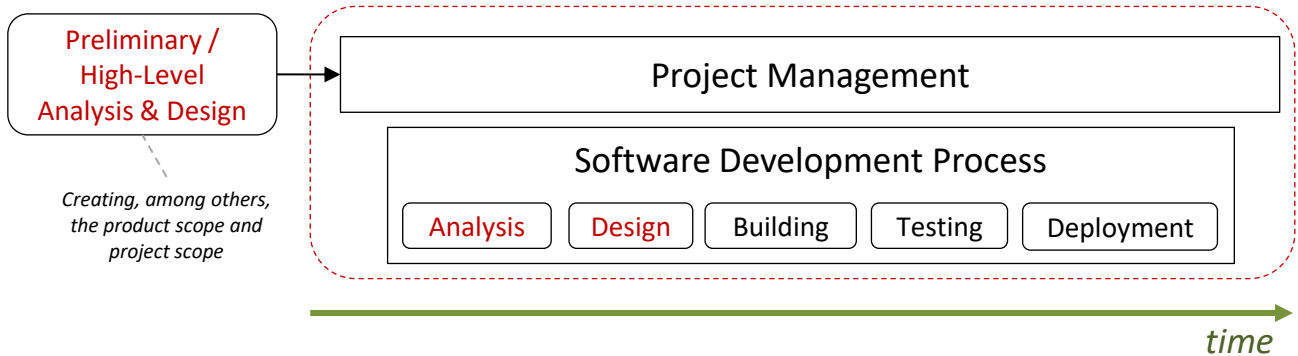 Preliminary /
High-Level
Analysis & Design
Project Management
Software Development Process
Creating, among others,
the product scope and
project scope
Analysis
Design
Building
Testing
Deployment
time